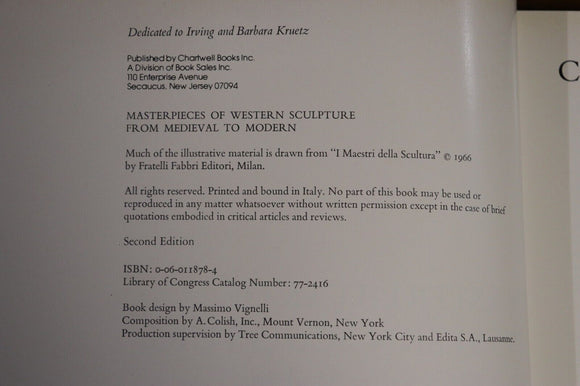 Dedicated to Irving and Barbara Kruetz
Published by Chartwell Books Inc.
A Division of Book Sales Inc.
110 Enterprise Avenue
Secaucus, New Jersey 07094
MASTERPIECES OF WESTERN SCULPTURE
FROM MEDIEVAL TO MODERN
Much of the illustrative material is drawn from "I Maestri della Scultura" © 1966
by Fratelli Fabbri Editori, Milan.
All rights reserved. Printed and bound in Italy. No part of this book may be used or
reproduced in any matter whatsoever without written permission except in the case of brief
quotations embodied in critical articles and reviews.
Second Edition
ISBN: 0-06-011878-4
Library of Congress Catalog Number: 77-2416
Book design by Massimo Vignelli
Composition by A. Colish, Inc., Mount Vernon, New York
Production supervision by Tree Communications, New York City and Edita S.A., Lausanne.
C